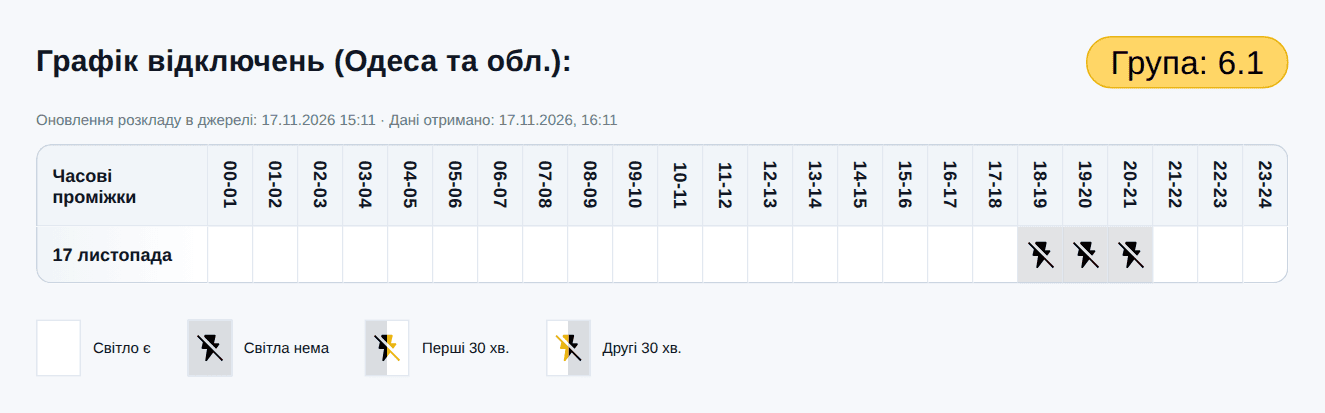 Графік відключень (Одеса та обл.):
Група: 6.1
Оновлення розкладу в джерелі: 17.11.2026 15:11 · Дані отримано: 17.11.2026, 16:11
Часові
проміжки
00-01
01-02
02-03
03-04
04-05
05-06
06-07
07-08
08-09
09-10
10-11
11-12
12-13
13-14
14-15
15-16
16-17
17-18
18-19
19-20
20-21
21-22
22-23
23-24
17 листопада
Світло є
Світла нема
Перші 30 хв.
Другі 30 хв.